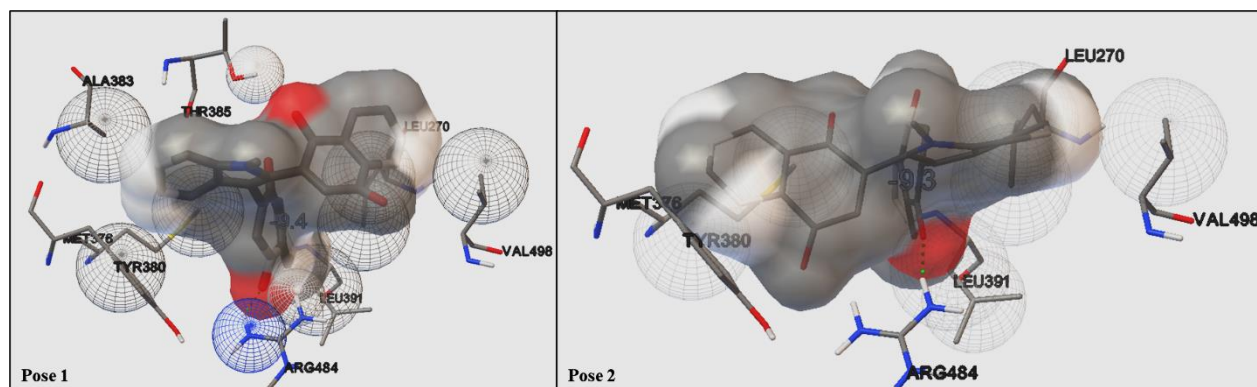 ALA383
THR385
LEU270
MET376
TYR380
-9.4
VAL498
LEU391
ARG484
Pose 1
LEU270
-9.3
MET376
TYR380
VAL498
LEU391
ARG484
Pose 2